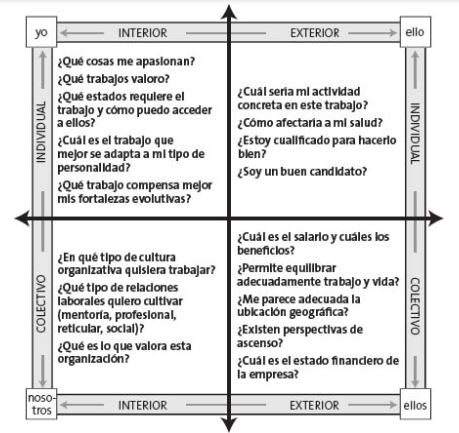 yo
INTERIOR
EXTERIOR
ello
INDIVIDUAL
¿Qué cosas me apasionan?
¿Qué trabajos valoro?
¿Qué estados requiere el
trabajo y cómo puedo acceder
a ellos?
¿Cuál es el trabajo que
mejor se adapta a mi tipo de
personalidad?
¿Qué trabajo compensa mejor
mis fortalezas evolutivas?
¿Cuál seria mi actividad
concreta en este trabajo?
¿Cómo afectaria a mi salud?
¿Estoy cualificado para hacerlo
bien?
¿Soy un buen candidato?
INDIVIDUAL
COLECTIVO
¿En qué tipo de cultura
organizativa quisiera trabajar?
¿Qué tipo de relaciones
laborales quiero cultivar
(mentoría, profesional,
reticular, social)?
¿Qué es lo que valora esta
organización?
¿Cuál es el salario y cuáles los
beneficios?
¿Permite equilibrar
adecuadamente trabajo y vida?
¿Me parece adecuada la
ubicación geográfica?
¿Existen perspectivas de
ascenso?
¿Cuál es el estado financiero de
la empresa?
COLECTIVO
noso-
tros
INTERIOR
EXTERIOR
ellos